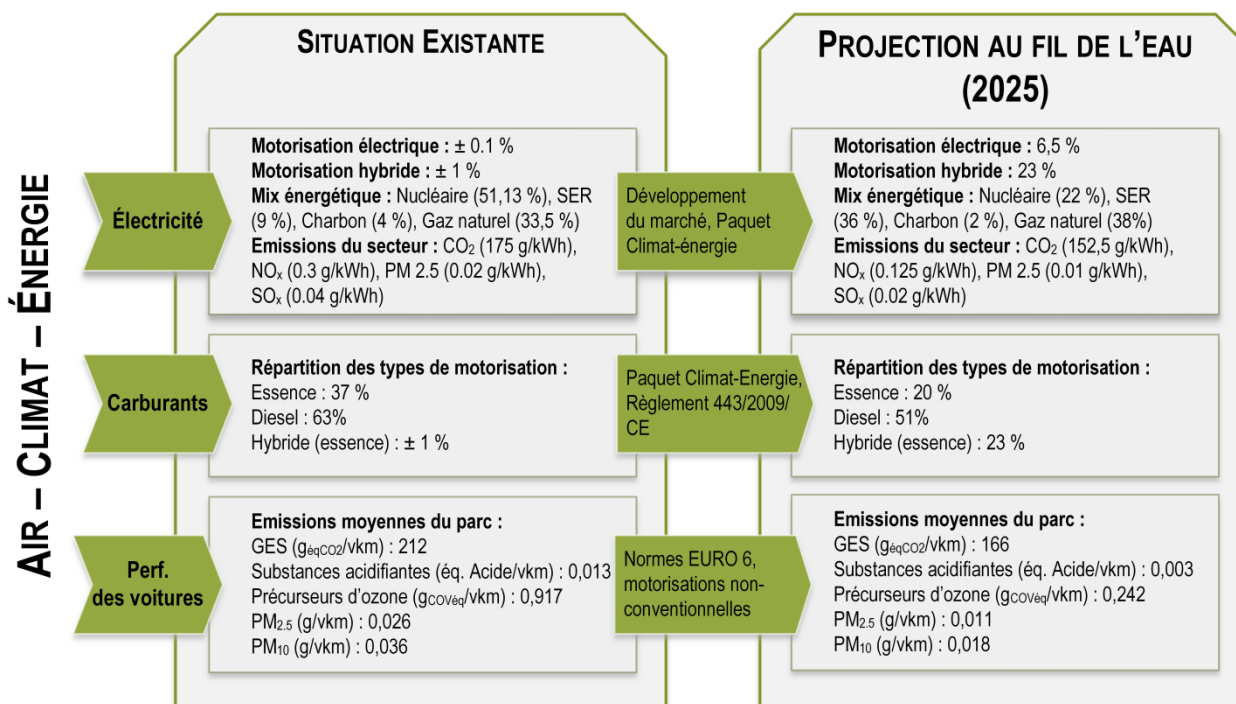 AIR – CLIMAT – ÉNERGIE
SITUATION EXISTANTE
PROJECTION AU FIL DE L'EAU
(2025)
Électricité
Motorisation électrique : ± 0.1 %
Motorisation hybride : ± 1 %
Mix énergétique : Nucléaire (51,13 %), SER
(9 %), Charbon (4 %), Gaz naturel (33,5 %)
Emissions du secteur : CO₂ (175 g/kWh),
NOₓ (0.3 g/kWh), PM 2.5 (0.02 g/kWh),
SOₓ (0.04 g/kWh)
Développement
du marché, Paquet
Climat-énergie
Motorisation électrique : 6,5 %
Motorisation hybride : 23 %
Mix énergétique : Nucléaire (22 %), SER
(36 %), Charbon (2 %), Gaz naturel (38%)
Emissions du secteur : CO₂ (152,5 g/kWh),
NOₓ (0.125 g/kWh), PM 2.5 (0.01 g/kWh),
SOₓ (0.02 g/kWh)
Carburants
Répartition des types de motorisation :
Essence : 37 %
Diesel : 63%
Hybride (essence) : ± 1 %
Paquet Climat-Energie,
Règlement 443/2009/
CE
Répartition des types de motorisation :
Essence : 20 %
Diesel : 51%
Hybride (essence) : 23 %
Perf.
des voitures
Emissions moyennes du parc :
GES (géqCO2/vkm) : 212
Substances acidifiantes (éq. Acide/vkm) : 0,013
Précurseurs d'ozone (gCOVéq/vkm) : 0,917
PM₂.₅ (g/vkm) : 0,026
PM₁₀ (g/vkm) : 0,036
Normes EURO 6,
motorisations non-
conventionnelles
Emissions moyennes du parc :
GES (géqCO2/vkm) : 166
Substances acidifiantes (éq. Acide/vkm) : 0,003
Précurseurs d'ozone (gCOVéq/vkm) : 0,242
PM₂.₅ (g/vkm) : 0,011
PM₁₀ (g/vkm) : 0,018